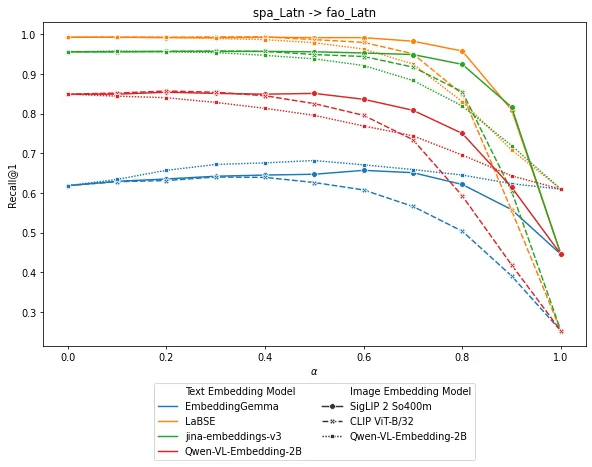 spa_Latn -> fao_Latn
1.0
0.9
0.8
0.7
0.6
0.5
0.4
0.3
Recall@1
0.0 0.2 0.4 0.6 0.8 1.0
α
Text Embedding Model Image Embedding Model
EmbeddingGemma SigLIP 2 So400m
LaBSE CLIP ViT-B/32
jina-embeddings-v3 Qwen-VL-Embedding-2B
Qwen-VL-Embedding-2B